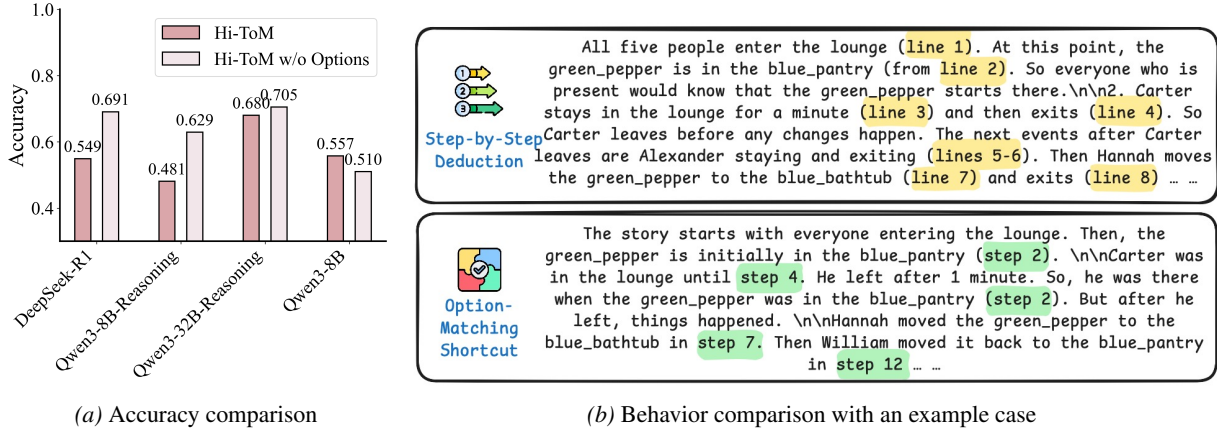 1.0
0.8
0.6
0.4
Accuracy
Hi-ToM
Hi-ToM w/o Options
0.549
0.691
0.481
0.629
0.680
0.705
0.557
0.510
DeepSeek-R1
Qwen3-8B-Reasoning
Qwen3-32B-Reasoning
Qwen3-8B
(a) Accuracy comparison
1
2
3
Step-by-Step
Deduction
All five people enter the lounge (line 1). At this point, the
green_pepper is in the blue_pantry (from line 2). So everyone who is
present would know that the green_pepper starts there.\n\n2. Carter
stays in the lounge for a minute (line 3) and then exits (line 4). So
Carter leaves before any changes happen. The next events after Carter
leaves are Alexander staying and exiting (lines 5-6). Then Hannah moves
the green_pepper to the blue_bathtub (line 7) and exits (line 8) … …
Option-
Matching
Shortcut
The story starts with everyone entering the lounge. Then, the
green_pepper is initially in the blue_pantry (step 2). \n\nCarter was
in the lounge until step 4. He left after 1 minute. So, he was there
when the green_pepper was in the blue_pantry (step 2). But after he
left, things happened. \n\nHannah moved the green_pepper to the
blue_bathtub in step 7. Then William moved it back to the blue_pantry
in step 12 … …
(b) Behavior comparison with an example case